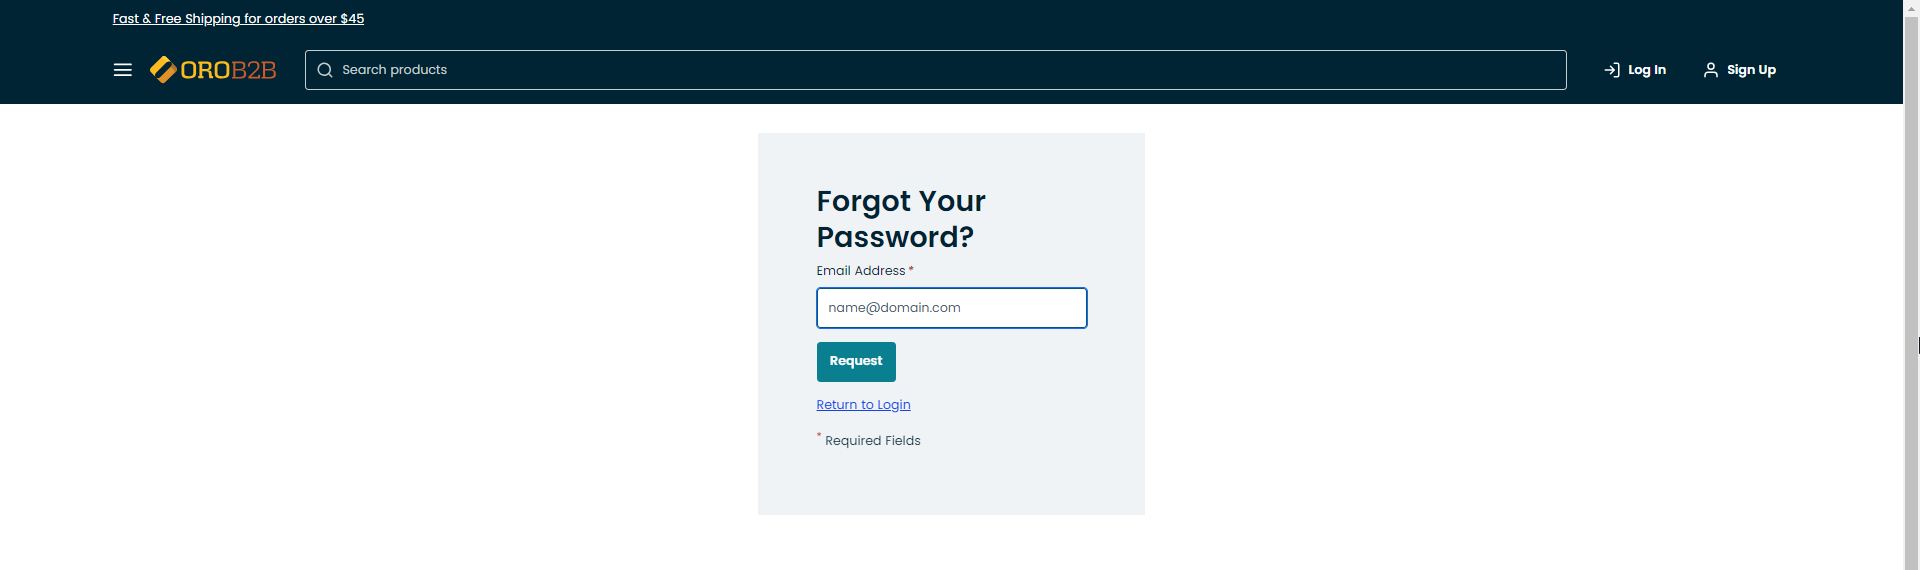 Fast & Free Shipping for orders over $45
OROB2B
Search products
Log In
Sign Up
Forgot Your
Password?
Email Address *
name@domain.com
Request
Return to Login
* Required Fields